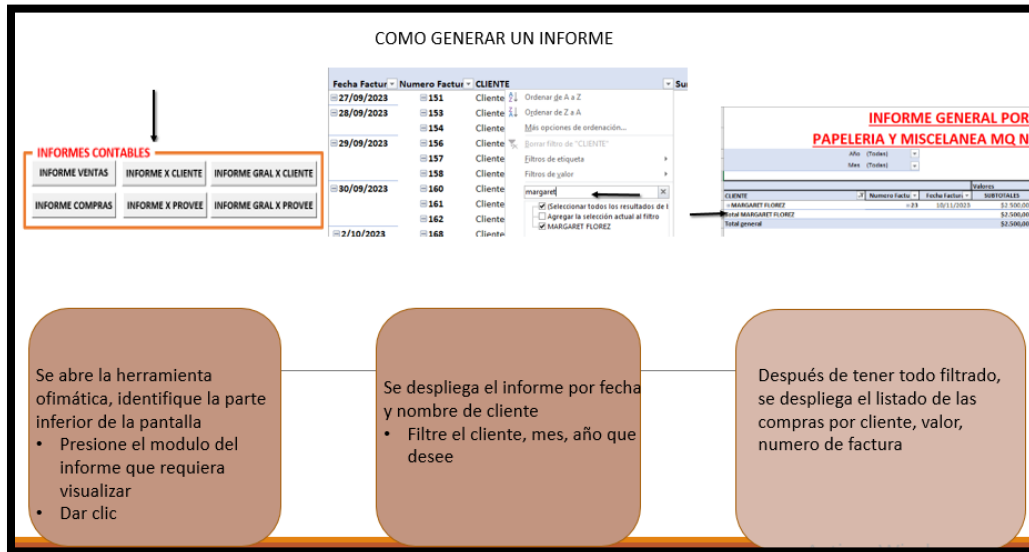 COMO GENERAR UN INFORME
INFORMES CONTABLES
INFORME VENTAS INFORME X CLIENTE INFORME GRAL X CLIENTE
INFORME COMPRAS INFORME X PROVEE INFORME GRAL X PROVEE
Fecha Factur Numero Factur CLIENTE Su
27/09/2023 151 Cliente Ordenar de A a Z
28/09/2023 153 Cliente Ordenar de Z a A
154 Cliente Más opciones de ordenación...
29/09/2023 156 Cliente Borrar filtro de "CLIENTE"
157 Cliente Filtros de etiqueta
158 Cliente Filtros de valor
30/09/2023 160 Cliente margaret
161 Cliente (Seleccionar todos los resultados de l
162 Cliente Agregar la selección actual al filtro
MARGARET FLOREZ
2/10/2023 168 Cliente
INFORME GENERAL POR
PAPELERIA Y MISCELANEA MQ N
Año (Todas)
Mes (Todas)
Valores
CLIENTE Numero Factu Fecha Factur SUBTOTALES
MARGARET FLOREZ 23 10/11/2023 $2.500,00
Total MARGARET FLOREZ $2.500,00
Total general $2.500,00
Se abre la herramienta
ofimática, identifique la parte
inferior de la pantalla
• Presione el modulo del
informe que requiera
visualizar
• Dar clic
Se despliega el informe por fecha
y nombre de cliente
• Filtre el cliente, mes, año que
desee
Después de tener todo filtrado,
se despliega el listado de las
compras por cliente, valor,
numero de factura